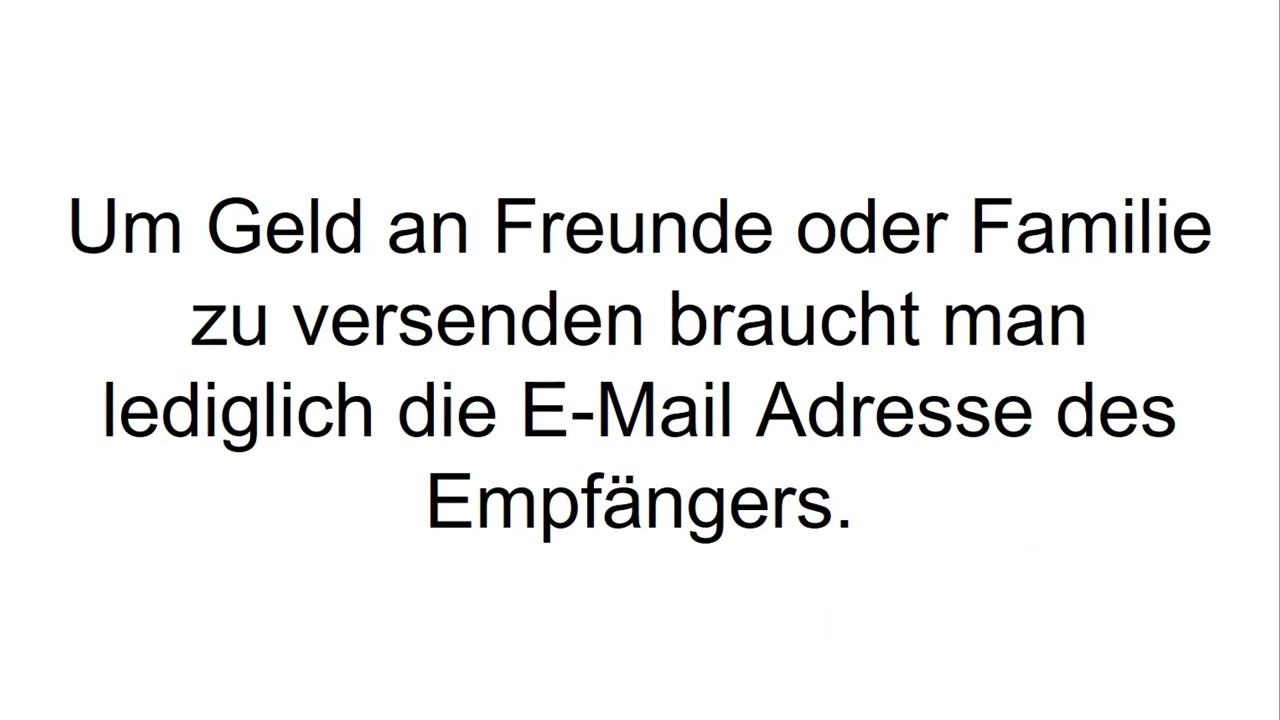 Um Geld an Freunde oder Familie
zu versenden braucht man
lediglich die E-Mail Adresse des
Empfängers.